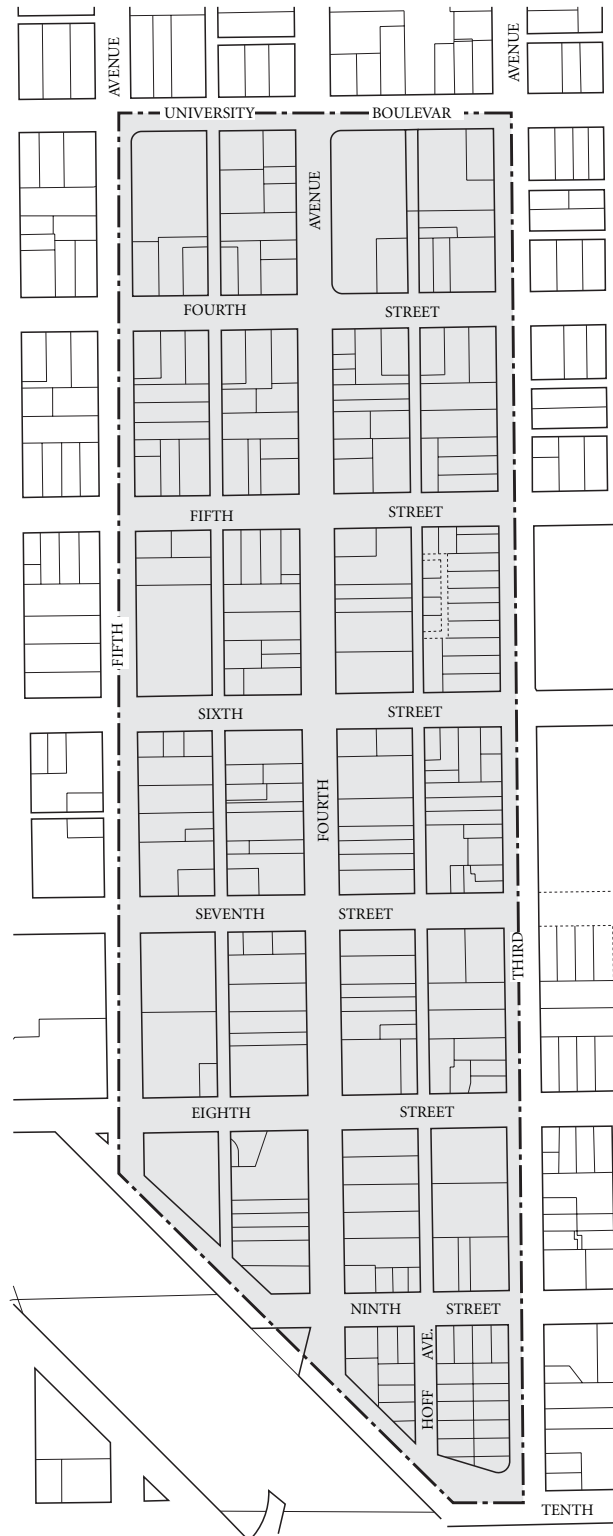 AVENUE
AVENUE
UNIVERSITY BOULEVAR
AVENUE
FOURTH STREET
FIFTH STREET
FIFTH
SIXTH STREET
FOURTH
SEVENTH STREET
THIRD
EIGHTH STREET
NINTH STREET
HOFF AVE.
TENTH